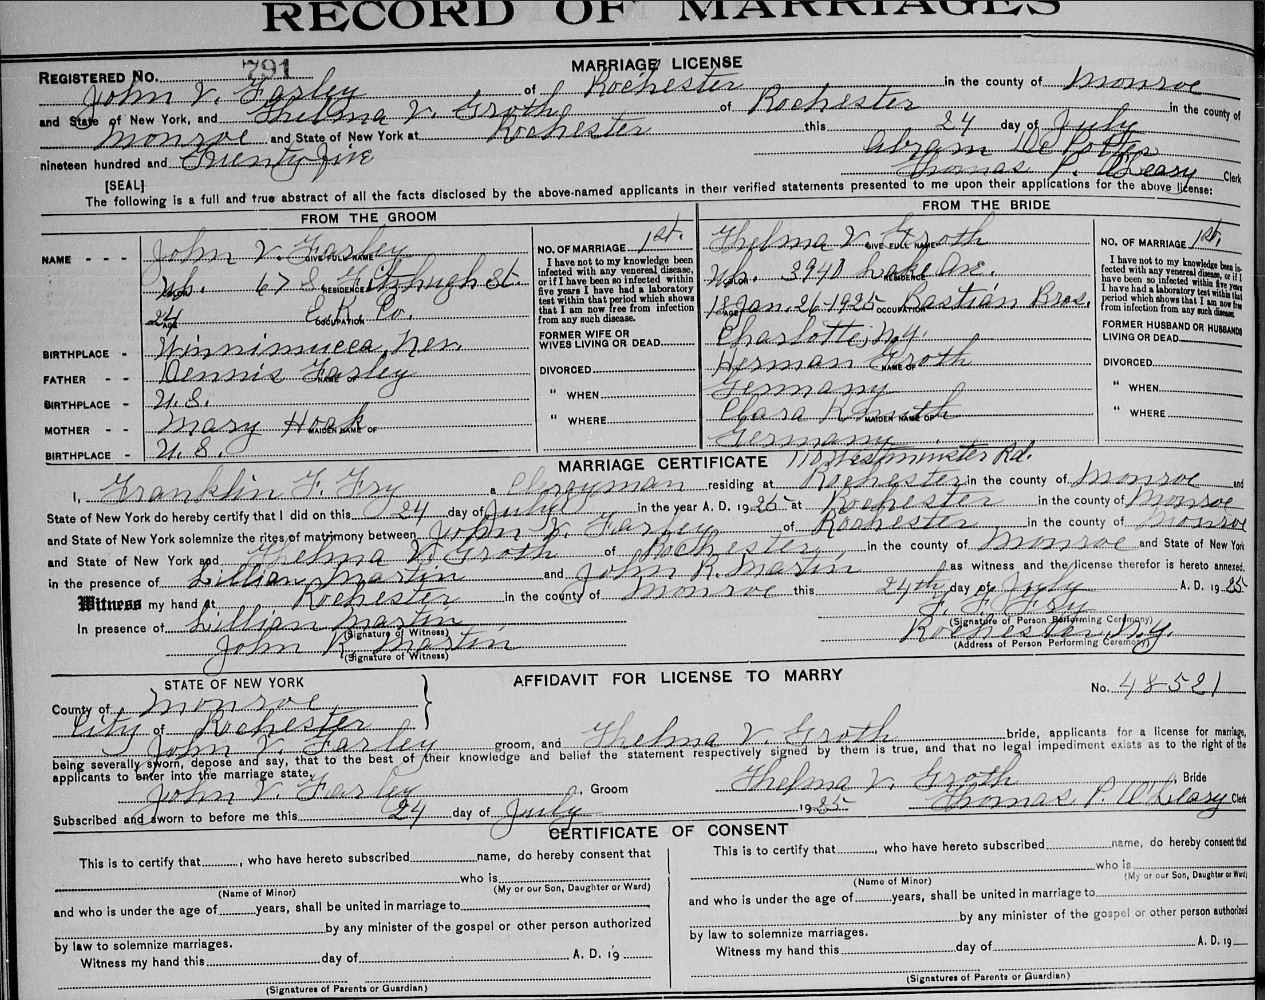 RECORD OF MARRIAGES
MARRIAGE LICENSE
REGISTERED NO. 791
John V. Farley of Rochester in the county of Monroe
and State of New York, and Thelma V. Groth of Rochester in the county of
Monroe and State of New York at Rochester this 24 day of July
nineteen hundred and Twenty five Abram De Potter
Thomas P. O'Leary Clerk
[SEAL]
The following is a full and true abstract of all the facts disclosed by the above-named applicants in their verified statements presented to me upon their applications for the above license:
FROM THE GROOM
NAME - - - John V. Farley
GIVE FULL NAME
Wh. 67 S. Fitzhugh St
COLOR RESIDENCE
24 E. K. Co.
AGE OCCUPATION
BIRTHPLACE - Winnimucca, Nev.
FATHER - - Dennis Farley
NAME OF
BIRTHPLACE - U.S.
MOTHER - - Mary Hoak
MAIDEN NAME OF
BIRTHPLACE - U.S.
NO. OF MARRIAGE 1st.
I have not to my knowledge been
infected with any venereal disease,
or if I have been so infected within
five years I have had a laboratory
test within that period which shows
that I am now free from infection
from any such disease.
FORMER WIFE OR
WIVES LIVING OR DEAD
DIVORCED
" WHEN
" WHERE
FROM THE BRIDE
Thelma V. Groth
GIVE FULL NAME
Wh. 3940 Lake Ave.
COLOR RESIDENCE
18 Jan. 26-1925 Bastian Bros.
AGE OCCUPATION
Charlotte, N.Y.
Herman Groth
NAME OF
Germany
Clara
MAIDEN NAME OF
Germany
NO. OF MARRIAGE 1st.
I have not to my knowledge been in-
fected with any venereal disease, or if I
have been so infected within five years
I have had a laboratory test within that
period which shows that I am now free
from infection from any such disease.
FORMER HUSBAND OR HUSBANDS
LIVING OR DEAD
DIVORCED
" WHEN
" WHERE
MARRIAGE CERTIFICATE 110 Westminster Rd.
I, Franklin F. Fry a Clergyman residing at Rochester in the county of Monroe and
State of New York do hereby certify that I did on this 24 day of July in the year A. D. 1925 at Rochester in the county of Monroe
and State of New York solemnize the rites of matrimony between John V. Farley of Rochester in the county of Monroe
and State of New York and Thelma V. Groth of Rochester, in the county of Monroe and State of New York
in the presence of Lillian Martin and John R. Martin as witness and the license therefor is hereto annexed.
Witness my hand at Rochester in the county of Monroe this 24th day of July A. D. 1925
In presence of Lillian Martin F. F. Fry
(Signature of Witness) (Signature of Person Performing Ceremony)
John R. Martin Rochester, N.Y.
(Signature of Witness) (Address of Person Performing Ceremony)
STATE OF NEW YORK
AFFIDAVIT FOR LICENSE TO MARRY
No. 48521
County of Monroe
City of Rochester
John V. Farley groom, and Thelma V. Groth bride, applicants for a license for marriage,
being severally sworn, depose and say, that to the best of their knowledge and belief the statement respectively signed by them is true, and that no legal impediment exists as to the right of the
applicants to enter into the marriage state.
John V. Farley, Groom Thelma V. Groth, Bride
Subscribed and sworn to before me this 24 day of July 1925 Thomas P. O'Leary Clerk
CERTIFICATE OF CONSENT
This is to certify that, who have hereto subscribed name, do hereby consent that
who is
(Name of Minor) (My or our Son, Daughter or Ward)
and who is under the age of years, shall be united in marriage to
by any minister of the gospel or other person authorized
by law to solemnize marriages.
Witness my hand this day of A. D. 19
(Signatures of Parents or Guardian)
This is to certify that, who have hereto subscribed name, do hereby consent that
who is
(Name of Minor) (My or our Son, Daughter or Ward)
and who is under the age of years, shall be united in marriage to
by any minister of the gospel or other person authorized
by law to solemnize marriages.
Witness my hand this day of A. D. 19
(Signatures of Parents or Guardian)